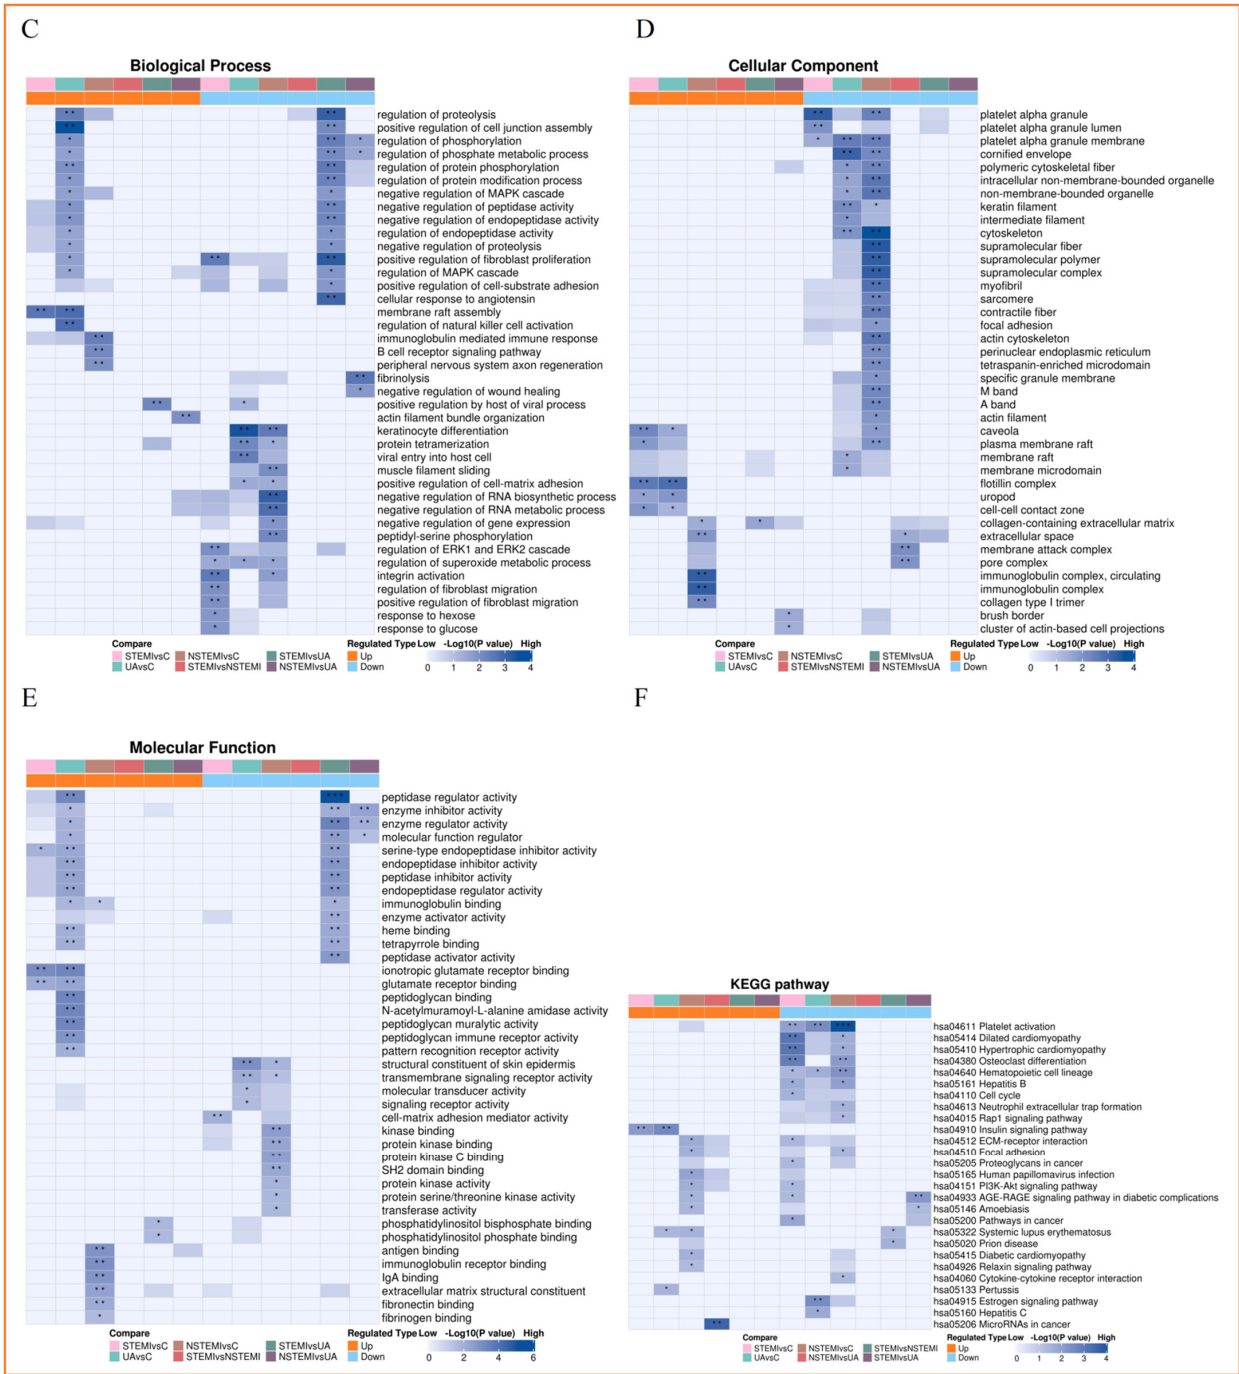 C
Biological Process
regulation of proteolysis
positive regulation of cell junction assembly
regulation of phosphorylation
regulation of phosphate metabolic process
regulation of protein phosphorylation
regulation of protein modification process
negative regulation of MAPK cascade
negative regulation of peptidase activity
negative regulation of endopeptidase activity
regulation of endopeptidase activity
negative regulation of proteolysis
positive regulation of fibroblast proliferation
regulation of MAPK cascade
positive regulation of cell-substrate adhesion
cellular response to angiotensin
membrane raft assembly
regulation of natural killer cell activation
immunoglobulin mediated immune response
B cell receptor signaling pathway
peripheral nervous system axon regeneration
fibrinolysis
negative regulation of wound healing
positive regulation by host of viral process
actin filament bundle organization
keratinocyte differentiation
protein tetramerization
viral entry into host cell
muscle filament sliding
positive regulation of cell-matrix adhesion
negative regulation of RNA biosynthetic process
negative regulation of RNA metabolic process
negative regulation of gene expression
peptidyl-serine phosphorylation
regulation of ERK1 and ERK2 cascade
regulation of superoxide metabolic process
integrin activation
regulation of fibroblast migration
positive regulation of fibroblast migration
response to hexose
response to glucose
Compare
STEMIvsC NSTEMIvsC STEMIvsUA
UAvsC STEMIvsNSTEMI NSTEMIvsUA
Regulated Type
Up
Down
Low -Log10(P value) High
0 1 2 3 4
D
Cellular Component
platelet alpha granule
platelet alpha granule lumen
platelet alpha granule membrane
cornified envelope
polymeric cytoskeletal fiber
intracellular non-membrane-bounded organelle
non-membrane-bounded organelle
keratin filament
intermediate filament
cytoskeleton
supramolecular fiber
supramolecular polymer
supramolecular complex
myofibril
sarcomere
contractile fiber
focal adhesion
actin cytoskeleton
perinuclear endoplasmic reticulum
tetraspanin-enriched microdomain
specific granule membrane
M band
A band
actin filament
caveola
plasma membrane raft
membrane raft
membrane microdomain
flotillin complex
uropod
cell-cell contact zone
collagen-containing extracellular matrix
extracellular space
membrane attack complex
pore complex
immunoglobulin complex, circulating
immunoglobulin complex
collagen type I trimer
brush border
cluster of actin-based cell projections
Compare
STEMIvsC NSTEMIvsC STEMIvsUA
UAvsC STEMIvsNSTEMI NSTEMIvsUA
Regulated Type
Up
Down
Low -Log10(P value) High
0 1 2 3 4
E
Molecular Function
peptidase regulator activity
enzyme inhibitor activity
enzyme regulator activity
molecular function regulator
serine-type endopeptidase inhibitor activity
endopeptidase inhibitor activity
peptidase inhibitor activity
endopeptidase regulator activity
immunoglobulin binding
enzyme activator activity
heme binding
tetrapyrrole binding
peptidase activator activity
ionotropic glutamate receptor binding
glutamate receptor binding
peptidoglycan binding
N-acetylmuramoyl-L-alanine amidase activity
peptidoglycan muralytic activity
peptidoglycan immune receptor activity
pattern recognition receptor activity
structural constituent of skin epidermis
transmembrane signaling receptor activity
molecular transducer activity
signaling receptor activity
cell-matrix adhesion mediator activity
kinase binding
protein kinase binding
protein kinase C binding
SH2 domain binding
protein kinase activity
protein serine/threonine kinase activity
transferase activity
phosphatidylinositol bisphosphate binding
phosphatidylinositol phosphate binding
antigen binding
immunoglobulin receptor binding
IgA binding
extracellular matrix structural constituent
fibronectin binding
fibrinogen binding
Compare
STEMIvsC NSTEMIvsC STEMIvsUA
UAvsC STEMIvsNSTEMI NSTEMIvsUA
Regulated Type
Up
Down
Low -Log10(P value) High
0 2 4 6
F
KEGG pathway
hsa04611 Platelet activation
hsa05414 Dilated cardiomyopathy
hsa05410 Hypertrophic cardiomyopathy
hsa04380 Osteoclast differentiation
hsa04640 Hematopoietic cell lineage
hsa05161 Hepatitis B
hsa04110 Cell cycle
hsa04613 Neutrophil extracellular trap formation
hsa04015 Rap1 signaling pathway
hsa04910 Insulin signaling pathway
hsa04512 ECM-receptor interaction
hsa04510 Focal adhesion
hsa05205 Proteoglycans in cancer
hsa05165 Human papillomavirus infection
hsa04151 PI3K-Akt signaling pathway
hsa04933 AGE-RAGE signaling pathway in diabetic complications
hsa05146 Amoebiasis
hsa05200 Pathways in cancer
hsa05322 Systemic lupus erythematosus
hsa05020 Prion disease
hsa05415 Diabetic cardiomyopathy
hsa04926 Relaxin signaling pathway
hsa04060 Cytokine-cytokine receptor interaction
hsa05133 Pertussis
hsa04915 Estrogen signaling pathway
hsa05160 Hepatitis C
hsa05206 MicroRNAs in cancer
Compare
STEMIvsC NSTEMIvsC STEMIvsNSTEMI
UAvsC NSTEMIvsUA STEMIvsUA
Regulated Type
Up
Down
Low -Log10(P value) High
0 1 2 3 4